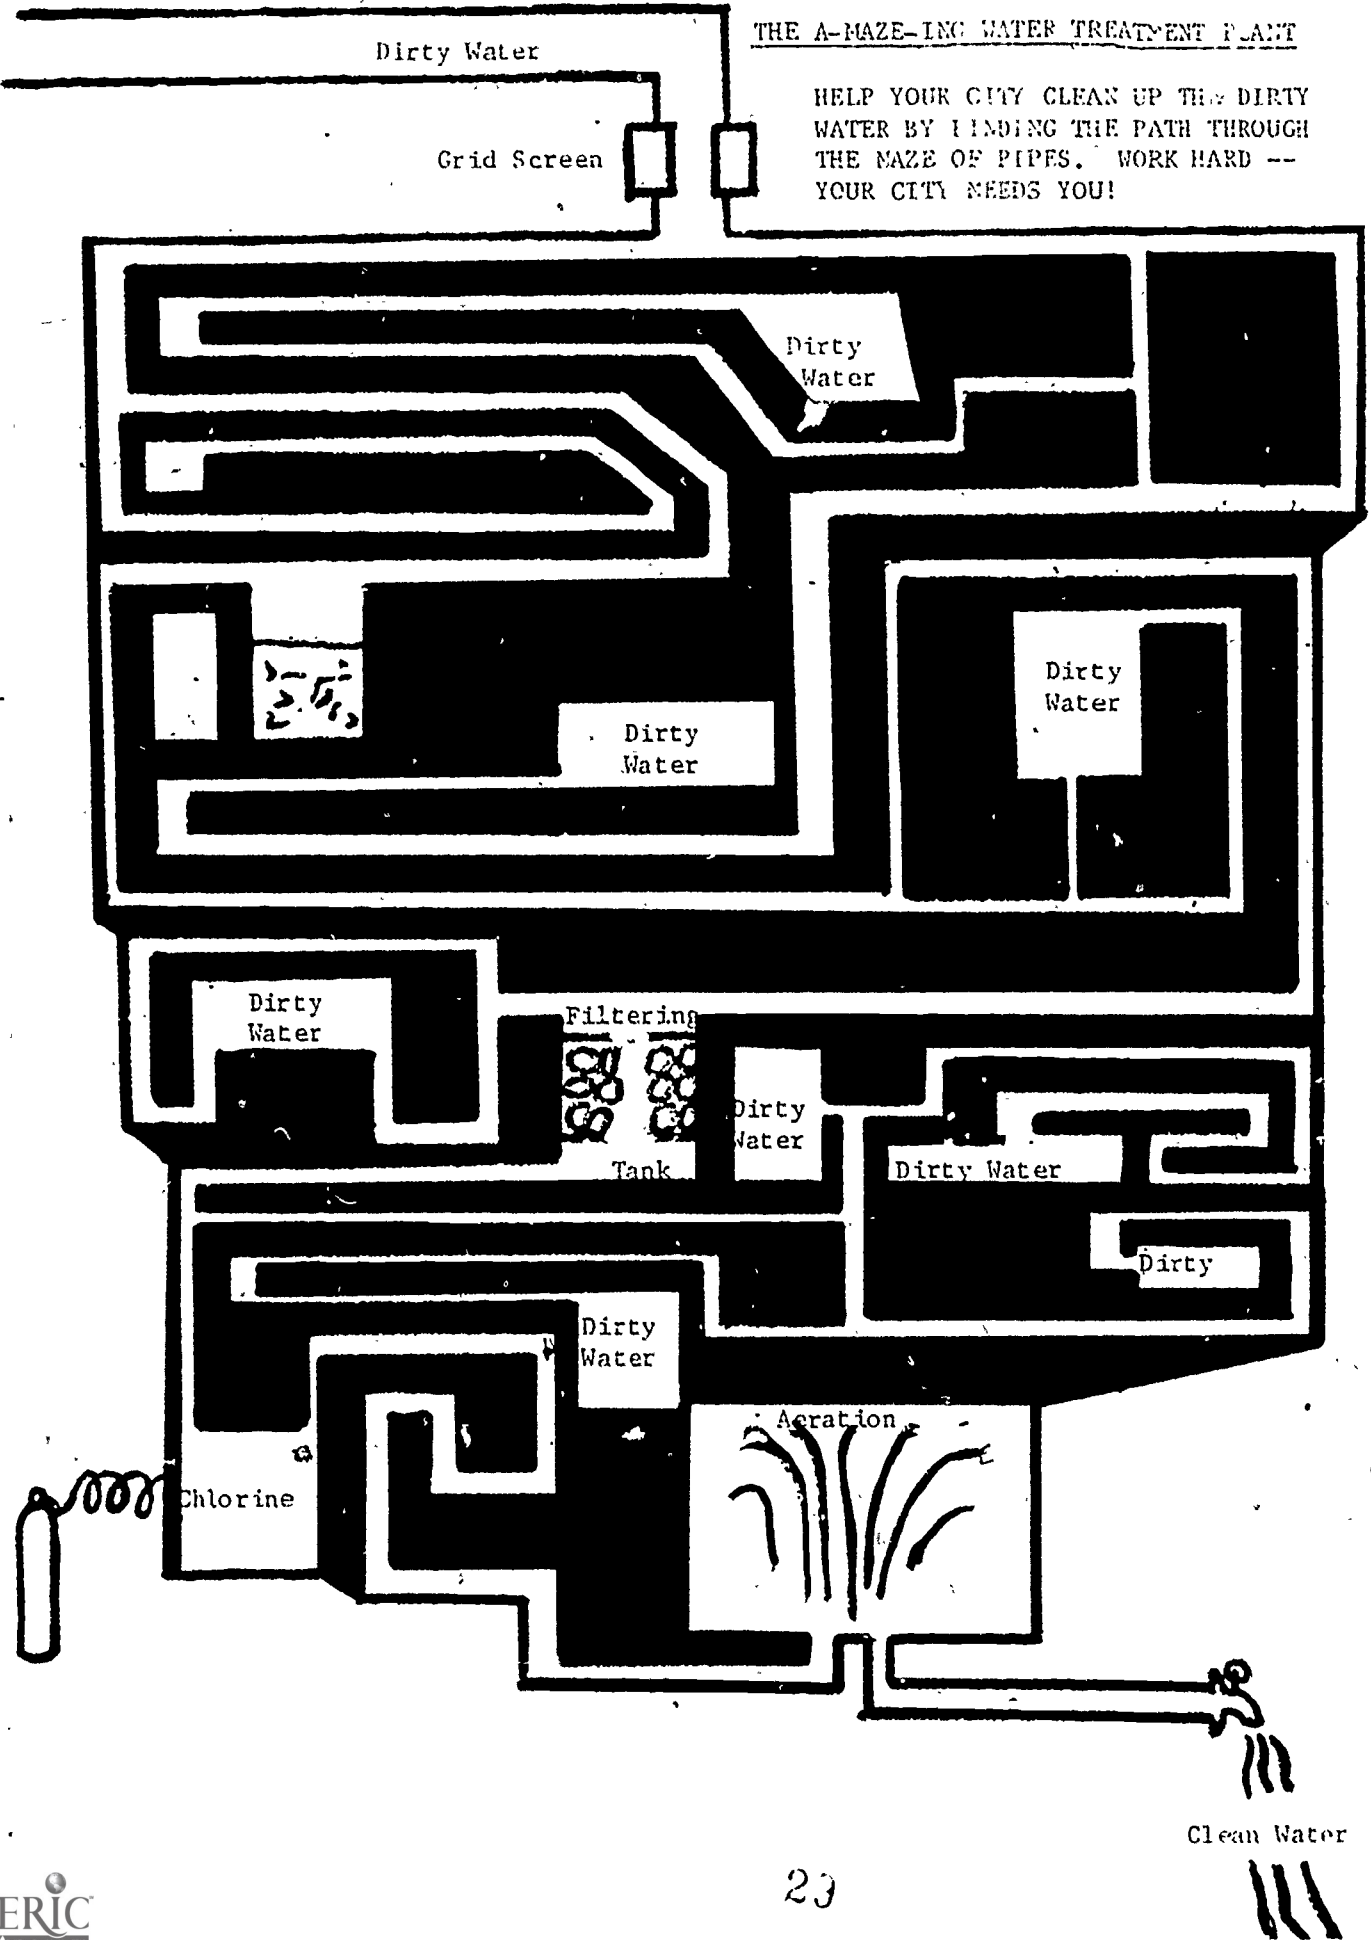 THE A-MAZE-ING WATER TREATMENT PLANT
Dirty Water
HELP YOUR CITY CLEAN UP THE DIRTY
WATER BY FINDING THE PATH THROUGH
THE MAZE OF PIPES. WORK HARD --
YOUR CITY NEEDS YOU!
Grid Screen
Dirty
Water
Dirty
Water
Dirty
Water
Dirty
Water
Filtering
Tank
Dirty
Water
Dirty Water
Dirty
Dirty
Water
Aeration
Chlorine
Clean Water
23
ERIC